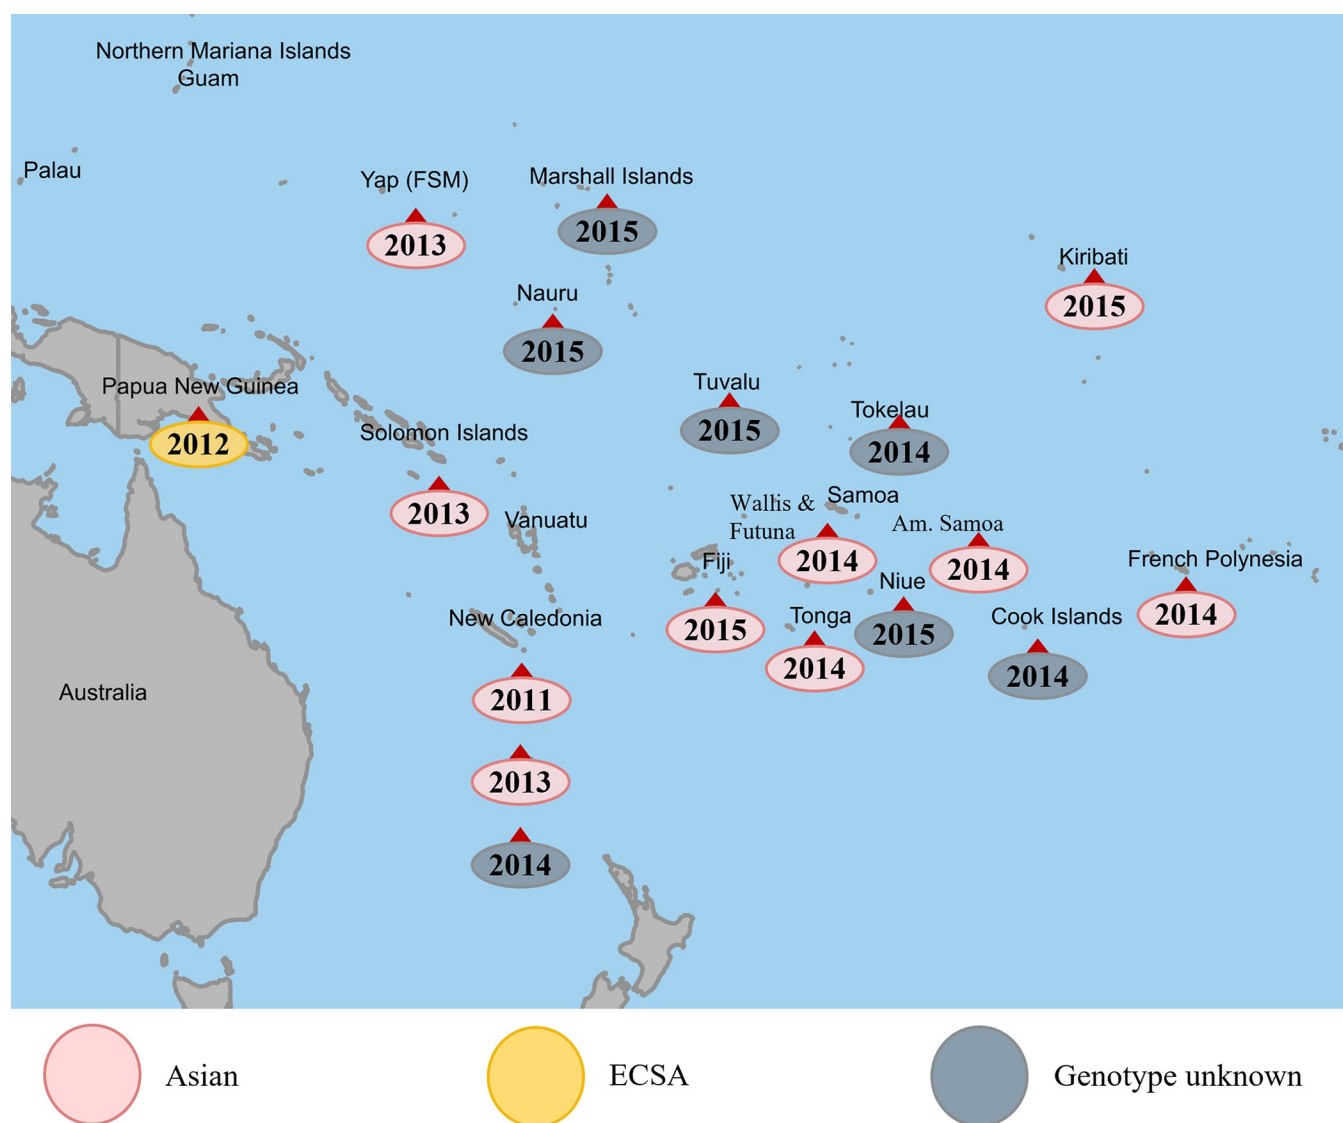 Northern Mariana Islands
Guam
Palau
Yap (FSM)
2013
Marshall Islands
2015
Kiribati
2015
Nauru
2015
Papua New Guinea
2012
Solomon Islands
2013
Tuvalu
2015
Tokelau
2014
Vanuatu
Wallis &
Futuna
Samoa
2014
Am. Samoa
2014
Fiji
2015
Niue
2015
French Polynesia
2014
Tonga
2014
Cook Islands
2014
New Caledonia
2011
2013
2014
Australia
Asian
ECSA
Genotype unknown